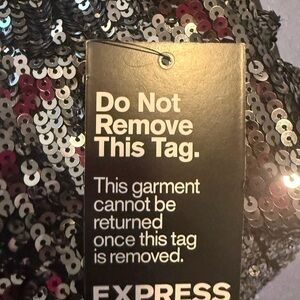 Do Not
Remove
This Tag.
This garment
cannot be
returned
once this tag
is removed.
EXPRESS